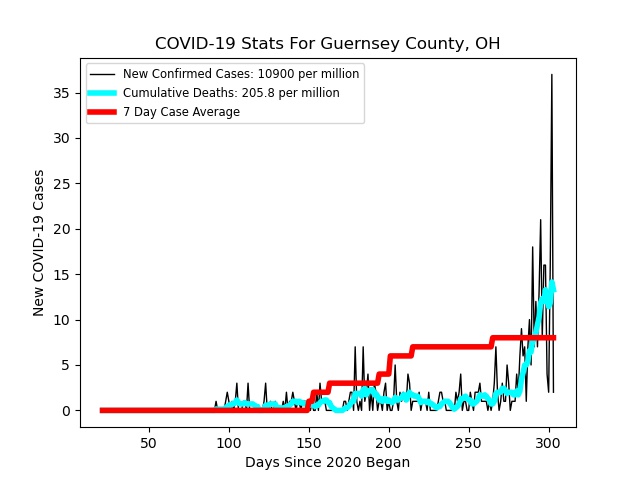 COVID-19 Stats For Guernsey County, OH
New Confirmed Cases: 10900 per million
Cumulative Deaths: 205.8 per million
7 Day Case Average
New COVID-19 Cases
35
30
25
20
15
10
5
0
50 100 150 200 250 300
Days Since 2020 Began